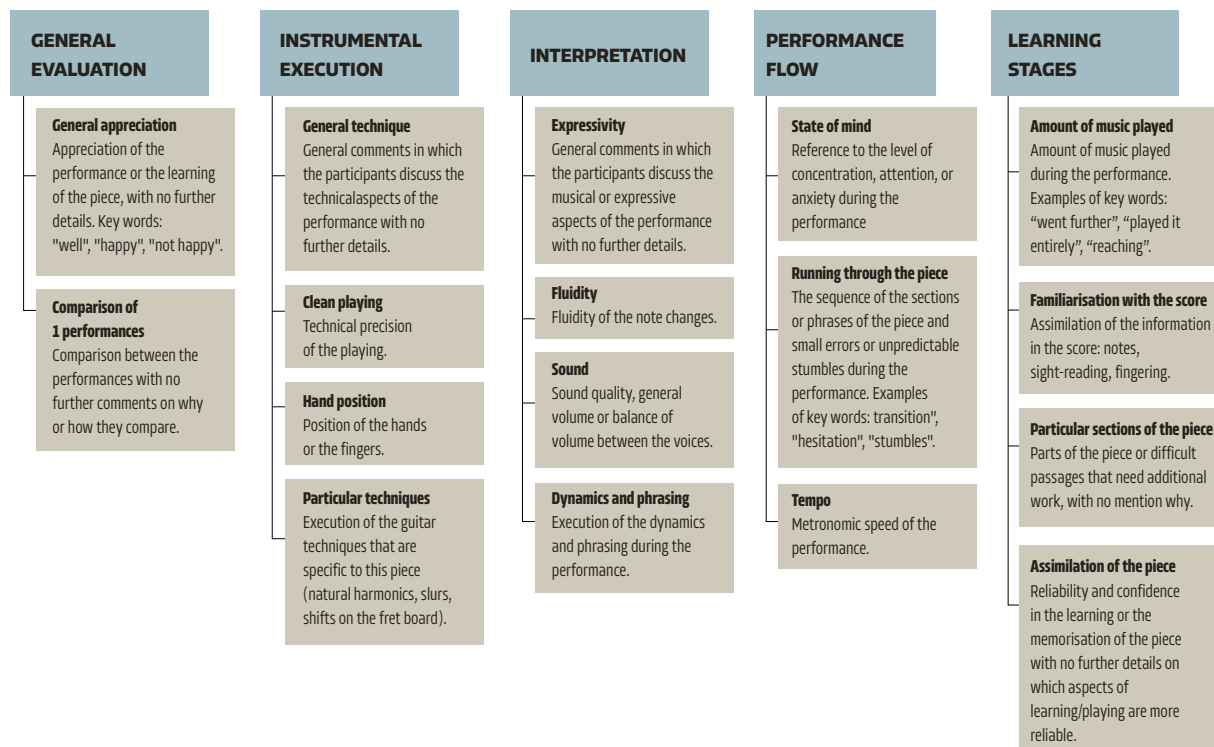 GENERAL
EVALUATION
General appreciation
Appreciation of the
performance or the learning
of the piece, with no further
details. Key words:
"well", "happy", "not happy".
Comparison of
1 performances
Comparison between the
performances with no
further comments on why
or how they compare.
INSTRUMENTAL
EXECUTION
General technique
General comments in which
the participants discuss the
technicalaspects of the
performance with no
further details.
Clean playing
Technical precision
of the playing.
Hand position
Position of the hands
or the fingers.
Particular techniques
Execution of the guitar
techniques that are
specific to this piece
(natural harmonics, slurs,
shifts on the fret board).
INTERPRETATION
Expressivity
General comments in which
the participants discuss the
musical or expressive
aspects of the performance
with no further details.
Fluidity
Fluidity of the note changes.
Sound
Sound quality, general
volume or balance of
volume between the voices.
Dynamics and phrasing
Execution of the dynamics
and phrasing during the
performance.
PERFORMANCE
FLOW
State of mind
Reference to the level of
concentration, attention, or
anxiety during the
performance
Running through the piece
The sequence of the sections
or phrases of the piece and
small errors or unpredictable
stumbles during the
performance. Examples
of key words: transition",
"hesitation", "stumbles".
Tempo
Metronomic speed of the
performance.
LEARNING
STAGES
Amount of music played
Amount of music played
during the performance.
Examples of key words:
“went further”, “played it
entirely”, “reaching”.
Familiarisation with the score
Assimilation of the information
in the score: notes,
sight-reading, fingering.
Particular sections of the piece
Parts of the piece or difficult
passages that need additional
work, with no mention why.
Assimilation of the piece
Reliability and confidence
in the learning or the
memorisation of the piece
with no further details on
which aspects of
learning/playing are more
reliable.